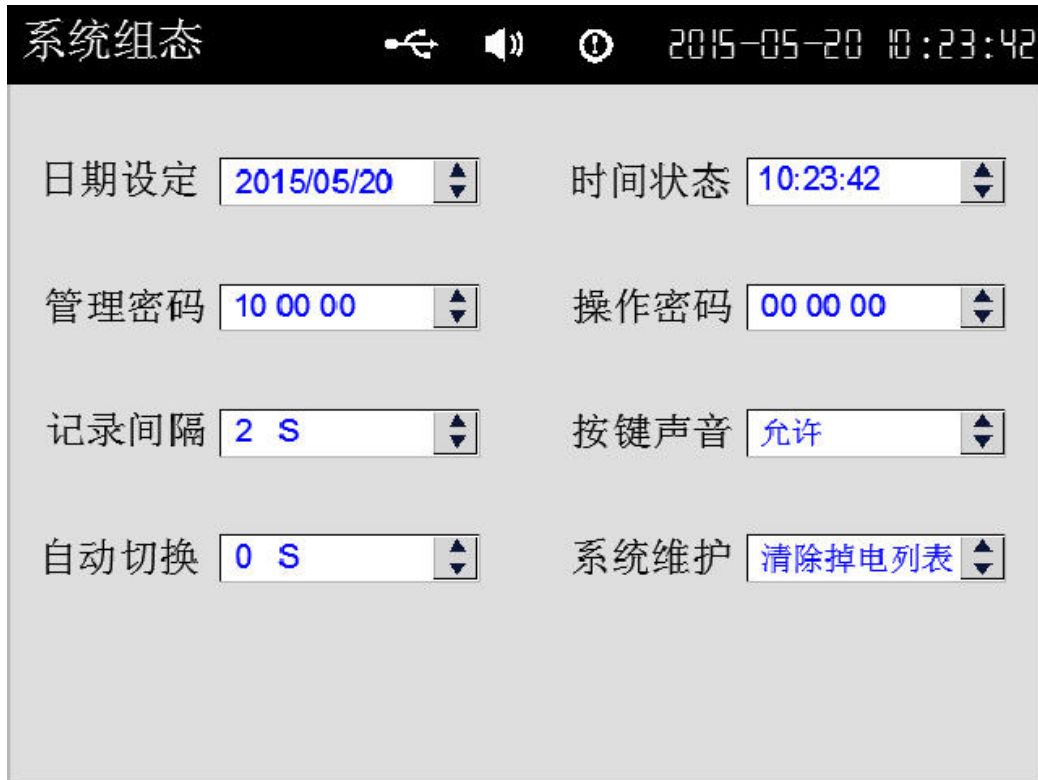 系统组态 2015-05-20 10:23:42
日期设定 2015/05/20 时间状态 10:23:42
管理密码 10 00 00 操作密码 00 00 00
记录间隔 2 S 按键声音 允许
自动切换 0 S 系统维护 清除掉电列表